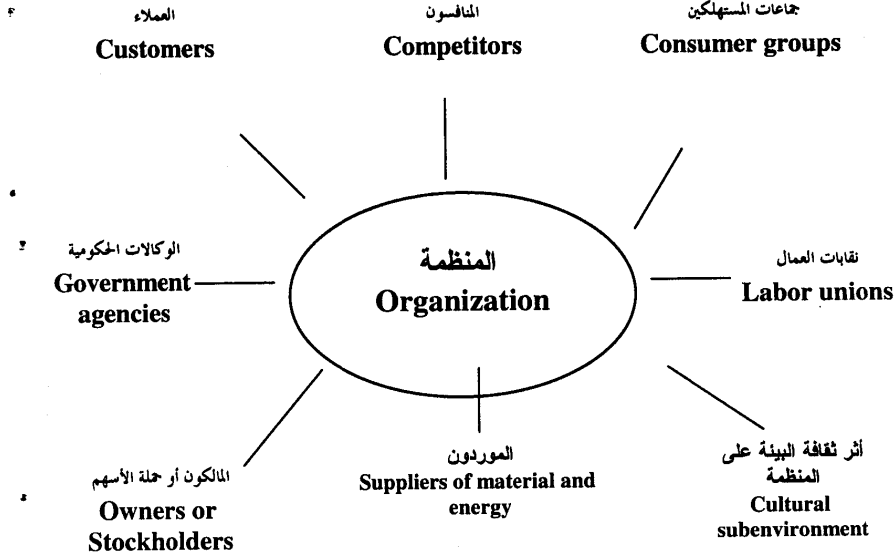 العملاء
Customers
المنافسون
Competitors
جماعات المستهلكين
Consumer groups
الوكالات الحكومية
Government
agencies
المنظمة
Organization
نقابات العمال
Labor unions
المالكون أو حملة الأسهم
Owners or
Stockholders
الموردون
Suppliers of material and
energy
أثر ثقافة البيئة على
المنظمة
Cultural
subenvironment